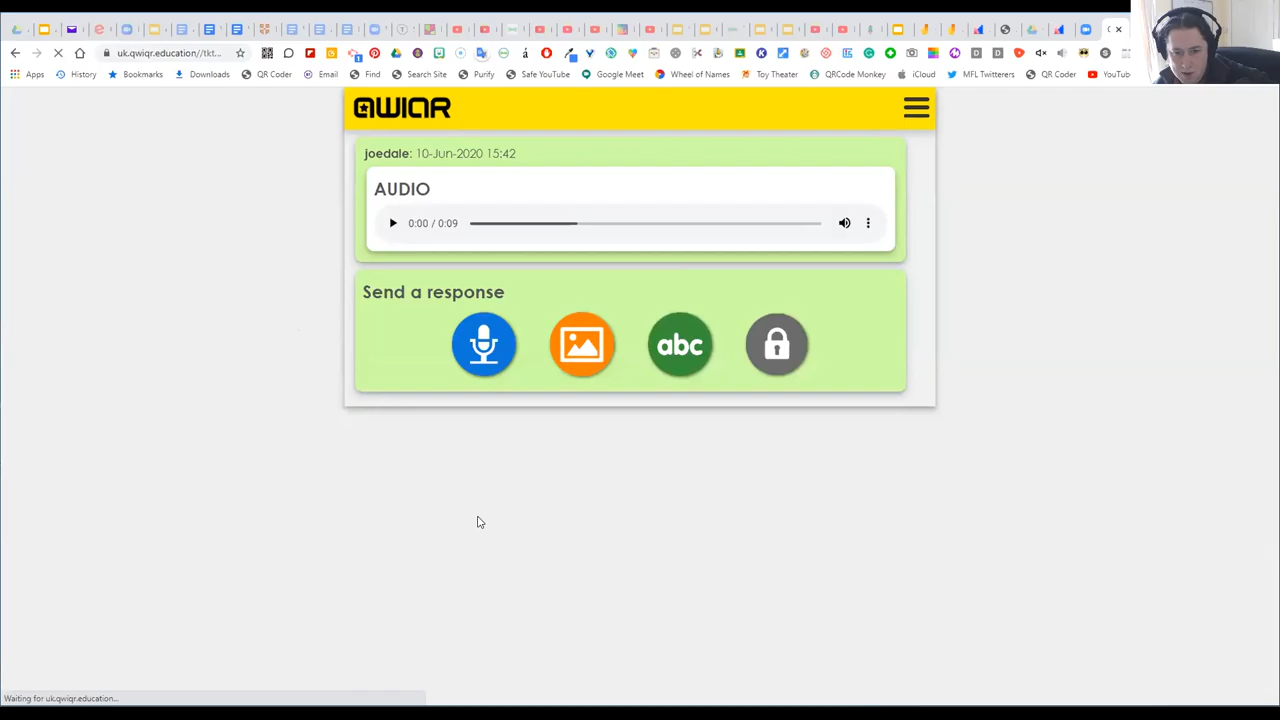 uk.qwiqr.education//tkt...
Apps History Bookmarks Downloads QR Coder Email Find Search Site Purify Safe YouTube Google Meet Wheel of Names Toy Theater QRCode Monkey iCloud MFL Twitterers QR Coder YouTub
QWIQR
joedale: 10-Jun-2020 15:42
AUDIO
0:00 / 0:09
Send a response
abc
Waiting for uk.qwiqr.education...